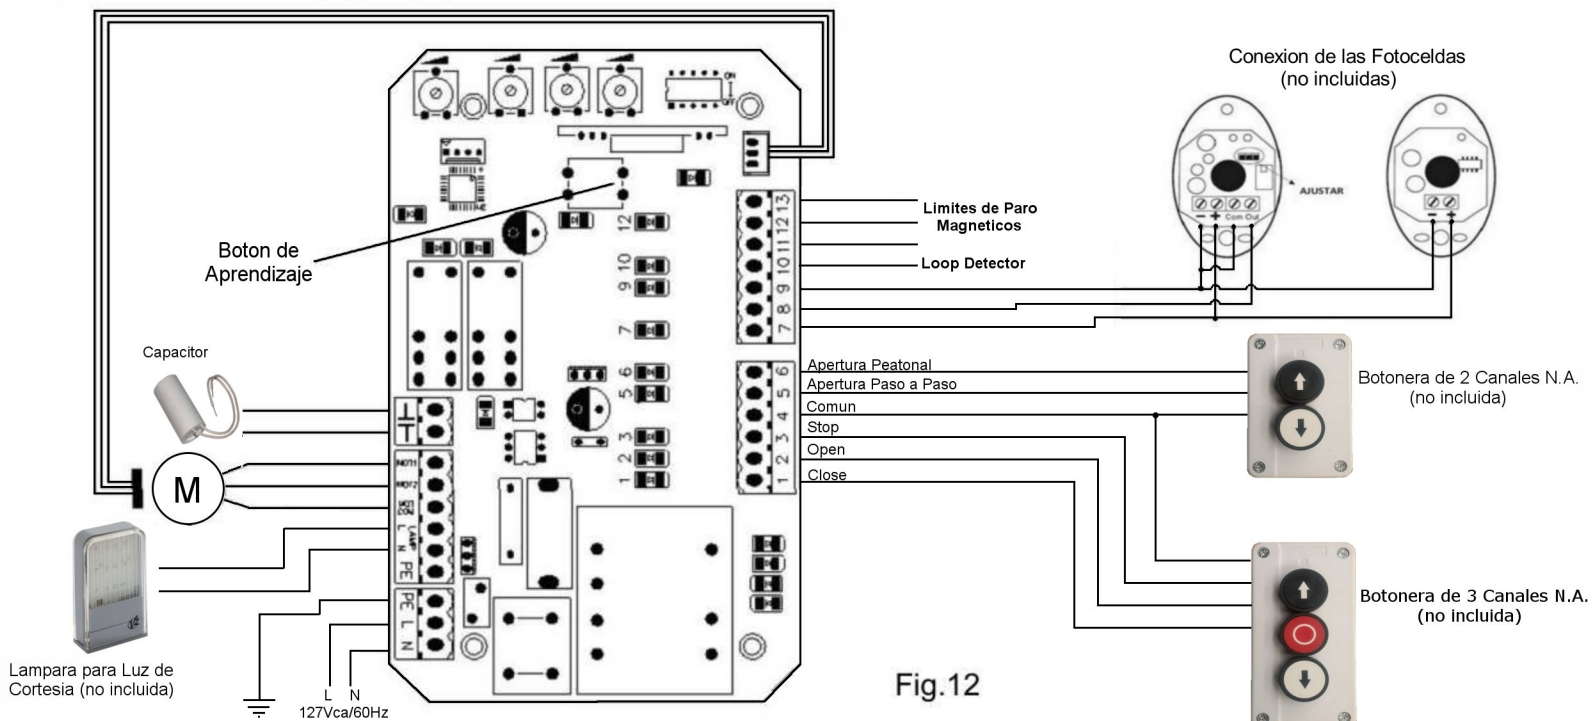 Conexion de las Fotoceldas
(no incluidas)
AJUSTAR
− + Com Out
− +
ON
OFF
Boton de
Aprendizaje
13
12
11
10
9
8
7
Limites de Paro
Magneticos
Loop Detector
12
10
9
7
6
5
3
2
1
6
5
4
3
2
1
Apertura Peatonal
Apertura Paso a Paso
Comun
Stop
Open
Close
Botonera de 2 Canales N.A.
(no incluida)
Botonera de 3 Canales N.A.
(no incluida)
Capacitor
M
MOT1
MOT2
L
N
LAMP
PE
PE
L
N
Lampara para Luz de
Cortesia (no incluida)
L N
127Vca/60Hz
Fig.12